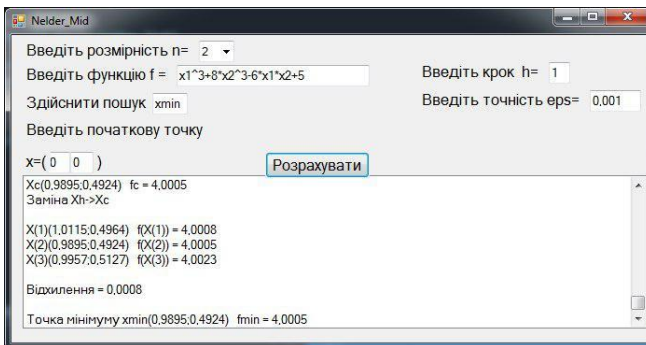 Nelder_Mid
Введіть розмірність n= 2
Введіть функцію f = x1^3+8*x2^3-6*x1*x2+5
Введіть крок h= 1
Здійснити пошук xmin
Введіть точність eps= 0,001
Введіть початкову точку
x=( 0 0 )
Розрахувати
Xc(0,9895;0,4924) fc = 4,0005
Заміна Xh->Xc
X(1)(1,0115;0,4964) f(X(1)) = 4,0008
X(2)(0,9895;0,4924) f(X(2)) = 4,0005
X(3)(0,9957;0,5127) f(X(3)) = 4,0023
Відхилення = 0,0008
Точка мінімуму xmin(0,9895;0,4924) fmin = 4,0005